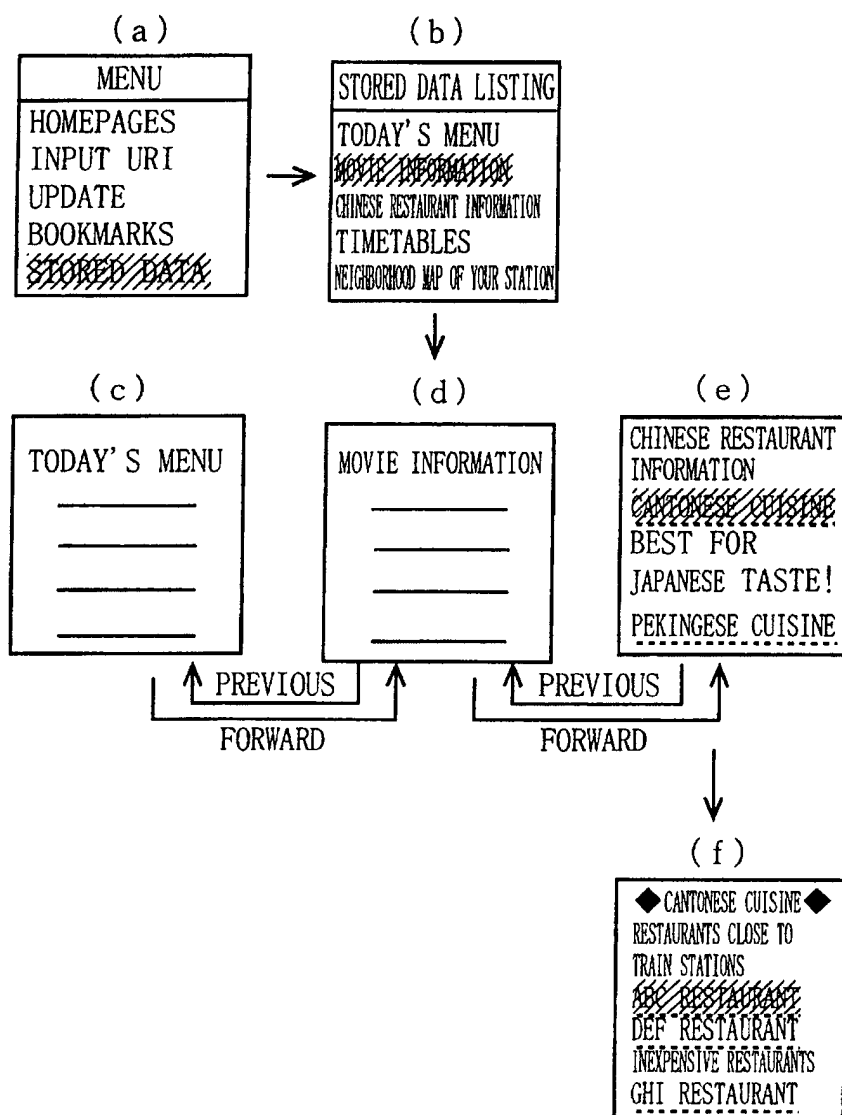 (a)
MENU
HOMEPAGES
INPUT URI
UPDATE
BOOKMARKS
STORED DATA
(b)
STORED DATA LISTING
TODAY'S MENU
MOVIE INFORMATION
CHINESE RESTAURANT INFORMATION
TIMETABLES
NEIGHBORHOOD MAP OF YOUR STATION
(c)
TODAY'S MENU
(d)
MOVIE INFORMATION
(e)
CHINESE RESTAURANT
INFORMATION
CANTONESE CUISINE
BEST FOR
JAPANESE TASTE!
PEKINGESE CUISINE
PREVIOUS
FORWARD
PREVIOUS
FORWARD
(f)
◆CANTONESE CUISINE◆
RESTAURANTS CLOSE TO
TRAIN STATIONS
ABC RESTAURANT
DEF RESTAURANT
INEXPENSIVE RESTAURANTS
GHI RESTAURANT